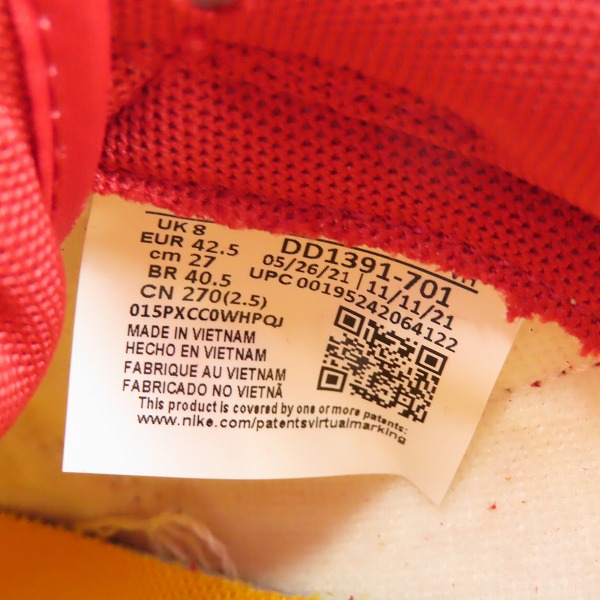 UK 8
EUR 42.5
cm 27
BR 40.5
CN 270(2.5)
015PXCC0WHPQJ
DD1391-701
05/26/21 | 11/11/21
UPC 00195242064122
MADE IN VIETNAM
HECHO EN VIETNAM
FABRIQUE AU VIETNAM
FABRICADO NO VIETNÃ
This product is covered by one or more patents:
www.nike.com/patentsvirtualmarking